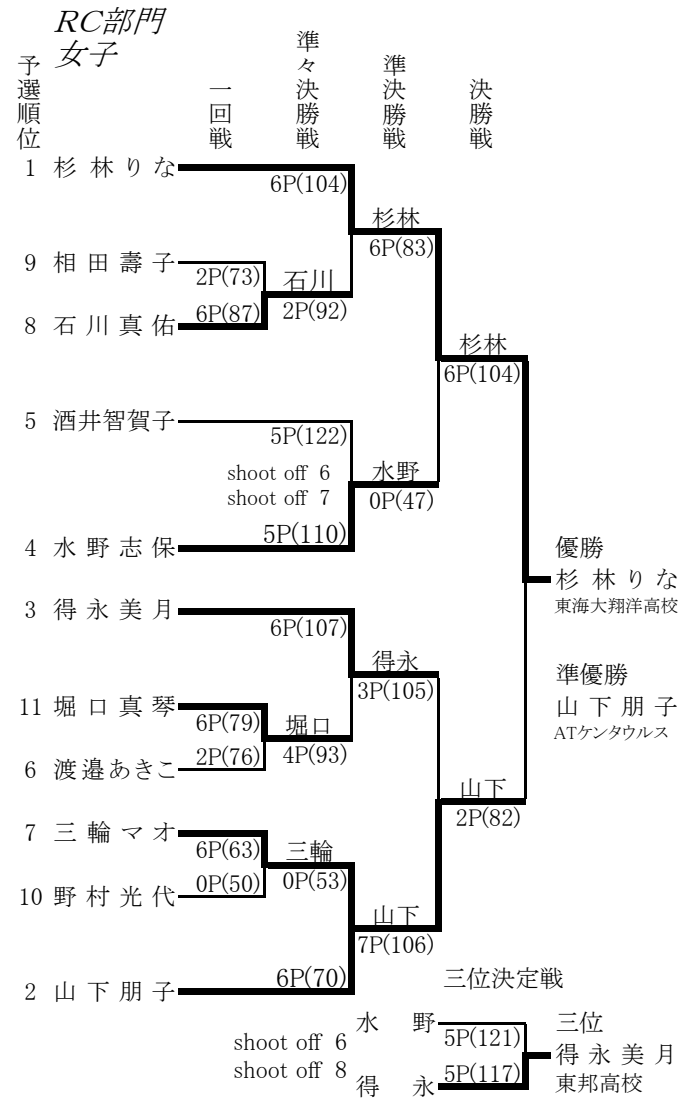 RC部門
女子
予選順位
一回戦
準々決勝戦
準決勝戦
決勝戦
1 杉林りな
6P(104)
杉林
6P(83)
9 相田壽子
2P(73)
石川
2P(92)
6P(87)
8 石川真佑
杉林
6P(104)
5 酒井智賀子
5P(122)
shoot off 6
shoot off 7
水野
0P(47)
5P(110)
4 水野志保
優勝
杉林りな
東海大翔洋高校
3 得永美月
6P(107)
得永
3P(105)
準優勝
山下朋子
ATケンタウルス
11 堀口真琴
6P(79)
堀口
4P(93)
2P(76)
6 渡邉あきこ
山下
2P(82)
7 三輪マオ
6P(63)
三輪
0P(53)
0P(50)
10 野村光代
山下
7P(106)
6P(70)
2 山下朋子
三位決定戦
水野
5P(121)
三位
shoot off 6
shoot off 8
得永美月
5P(117)
得永
東邦高校